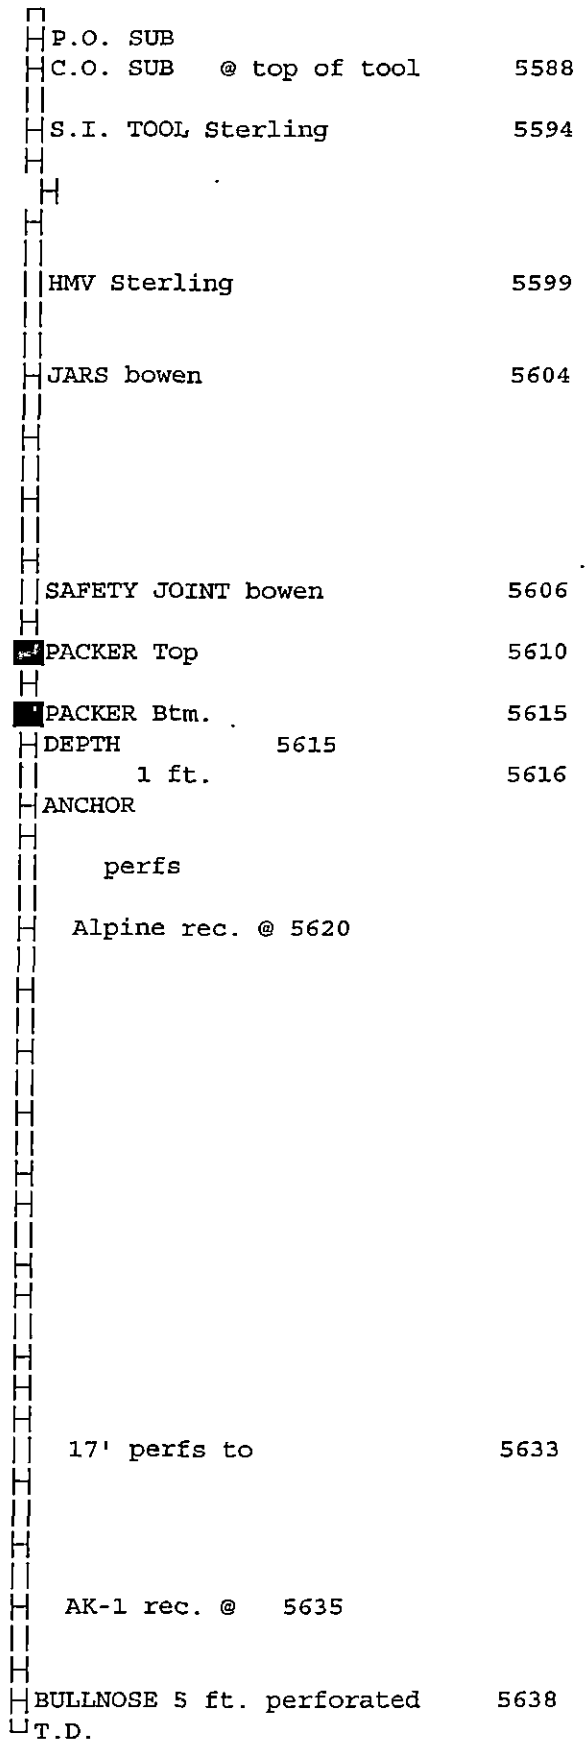 P.O. SUB
C.O. SUB @ top of tool 5588
S.I. TOOL Sterling 5594
HMV Sterling 5599
JARS bowen 5604
SAFETY JOINT bowen 5606
PACKER Top 5610
PACKER Btm. 5615
DEPTH 5615
1 ft. 5616
ANCHOR
perfs
Alpine rec. @ 5620
17' perfs to 5633
AK-1 rec. @ 5635
BULLNOSE 5 ft. perforated 5638
T.D.